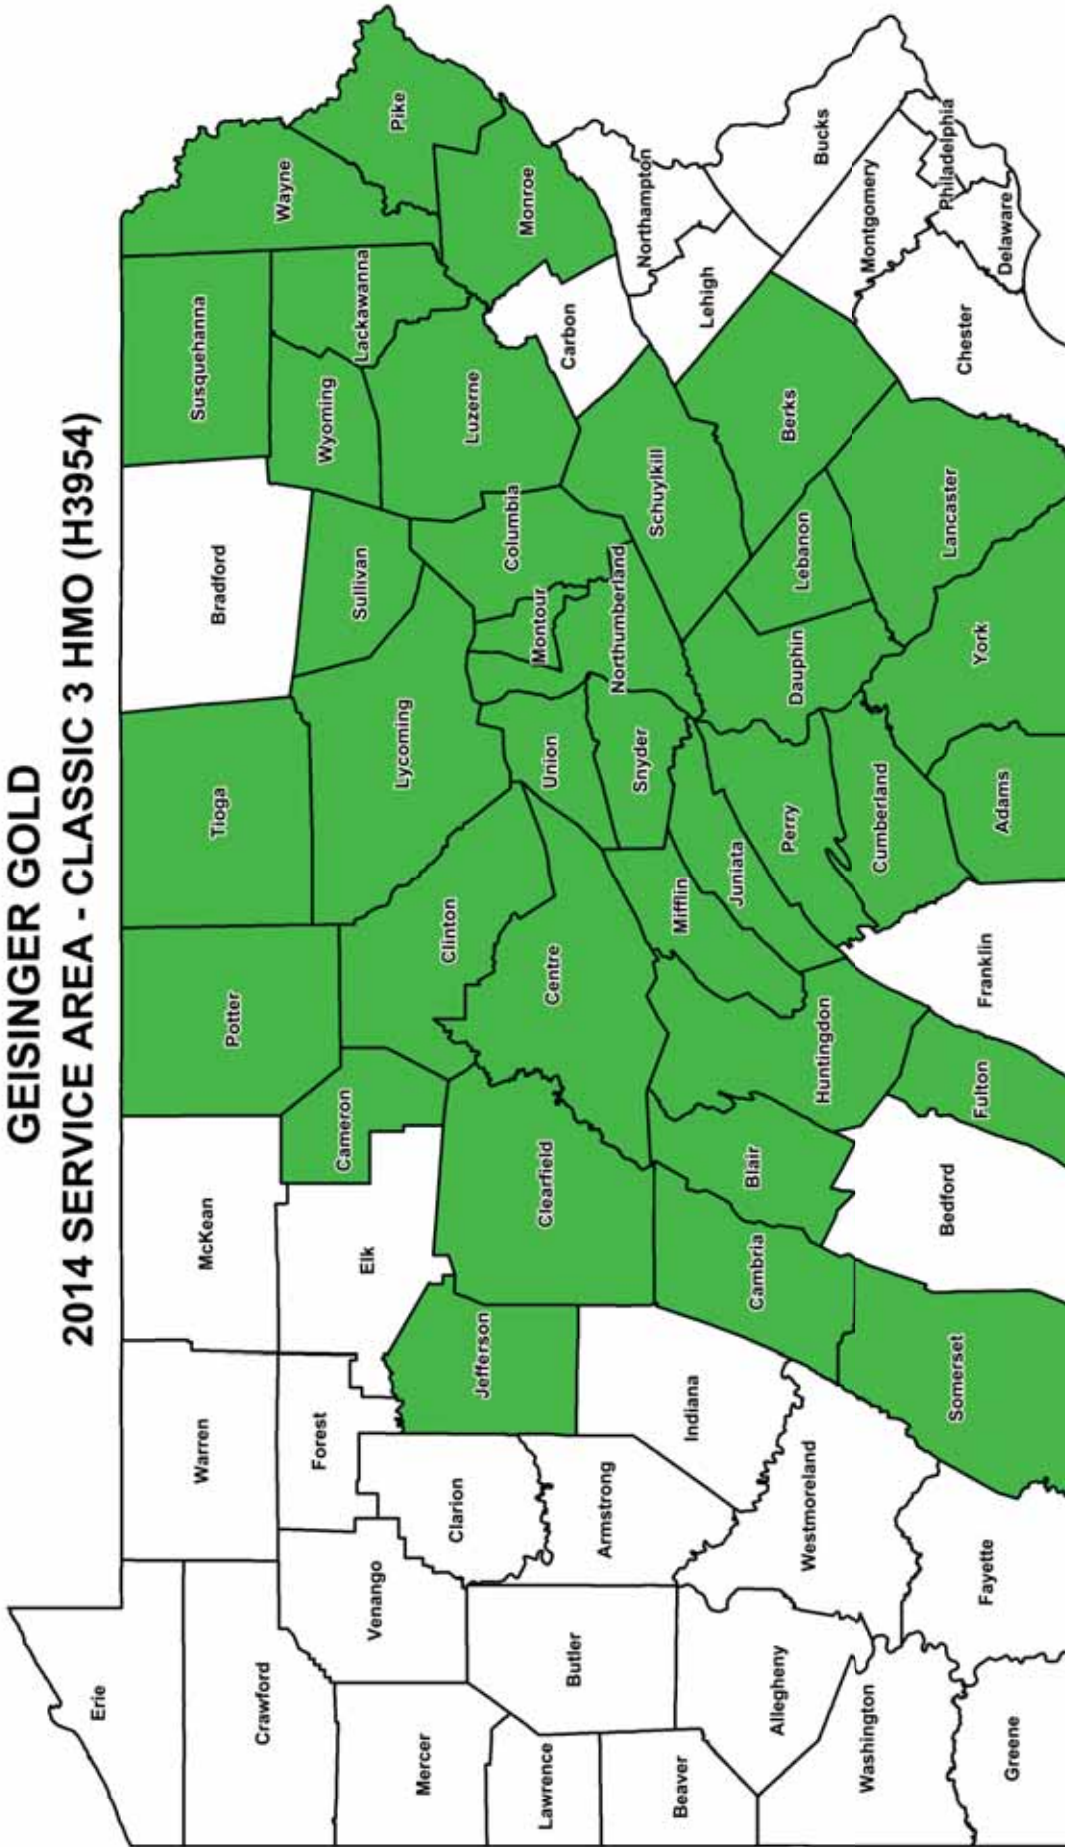 GEISINGER GOLD
2014 SERVICE AREA - CLASSIC 3 HMO (H3954)
Erie
Crawford
Warren
McKean
Potter
Tioga
Bradford
Susquehanna
Wayne
Pike
Mercer
Venango
Forest
Elk
Cameron
Clinton
Lycoming
Sullivan
Wyoming
Lackawanna
Lawrence
Butler
Clarion
Jefferson
Clearfield
Centre
Union
Montour
Columbia
Luzerne
Monroe
Beaver
Armstrong
Indiana
Snyder
Northumberland
Carbon
Northampton
Allegheny
Westmoreland
Cambria
Blair
Huntingdon
Mifflin
Juniata
Perry
Dauphin
Lebanon
Schuylkill
Berks
Lehigh
Bucks
Montgomery
Washington
Cumberland
Philadelphia
Greene
Fayette
Somerset
Bedford
Fulton
Franklin
Adams
York
Lancaster
Chester
Delaware